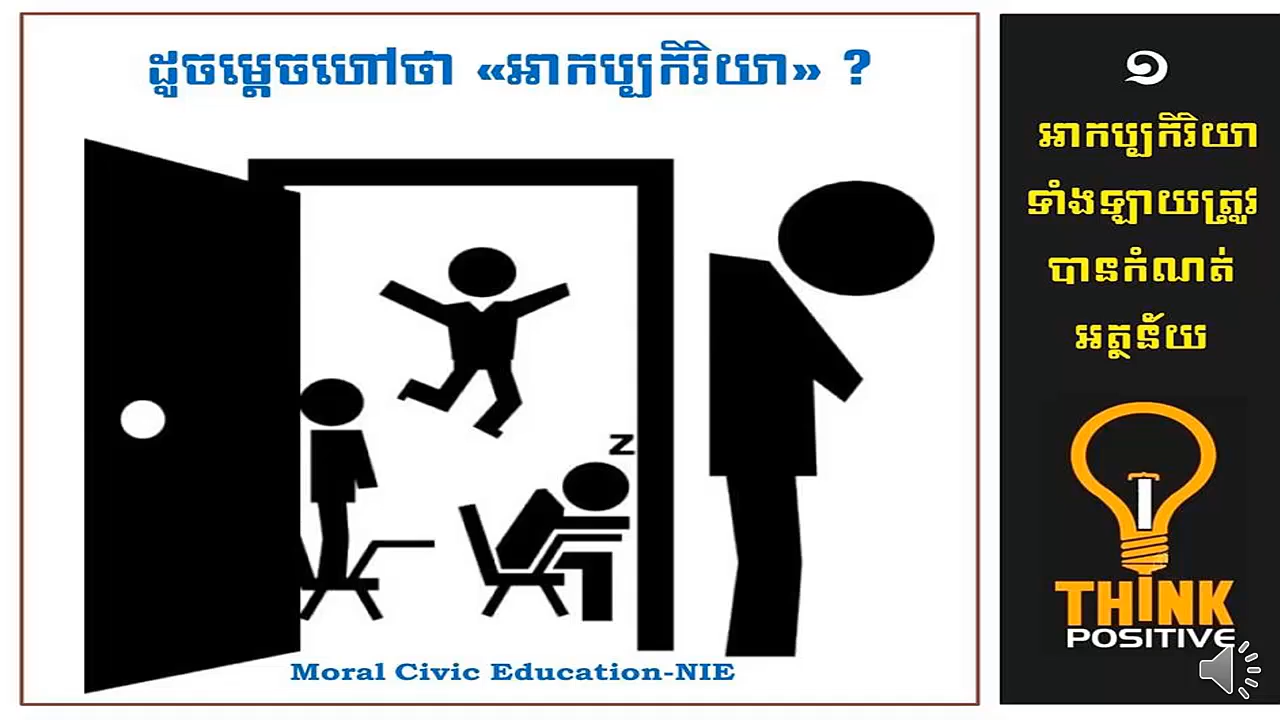 ដូចម្តេចហៅថា «អាកប្បកិរិយា» ?
Z
Moral Civic Education-NIE
១
អាកប្បកិរិយា
ទាំងឡាយត្រូវ
បានកំណត់
អត្ថន័យ
THINK
POSITIVE